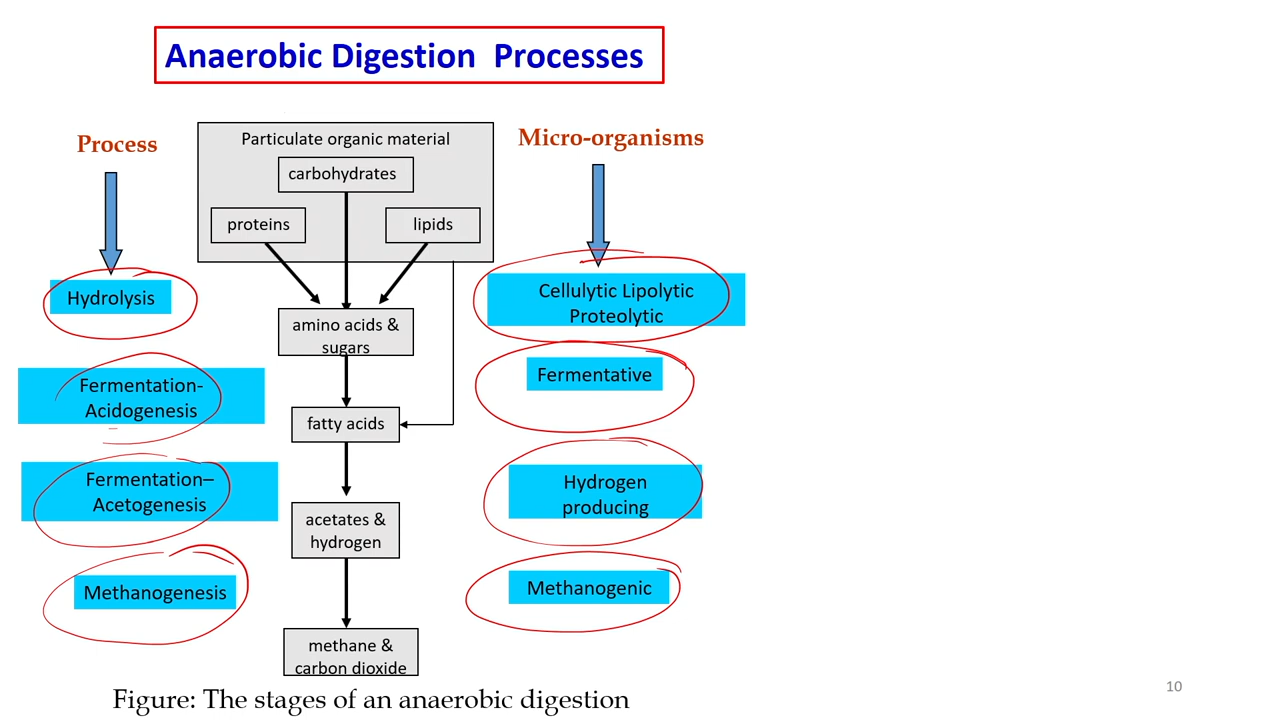 Anaerobic Digestion Processes
Process
Micro-organisms
Particulate organic material
carbohydrates
proteins
lipids
Hydrolysis
Cellulytic Lipolytic
Proteolytic
amino acids &
sugars
Fermentation-
Acidogenesis
Fermentative
fatty acids
Fermentation–
Acetogenesis
Hydrogen
producing
acetates &
hydrogen
Methanogenesis
Methanogenic
methane &
carbon dioxide
Figure: The stages of an anaerobic digestion
10